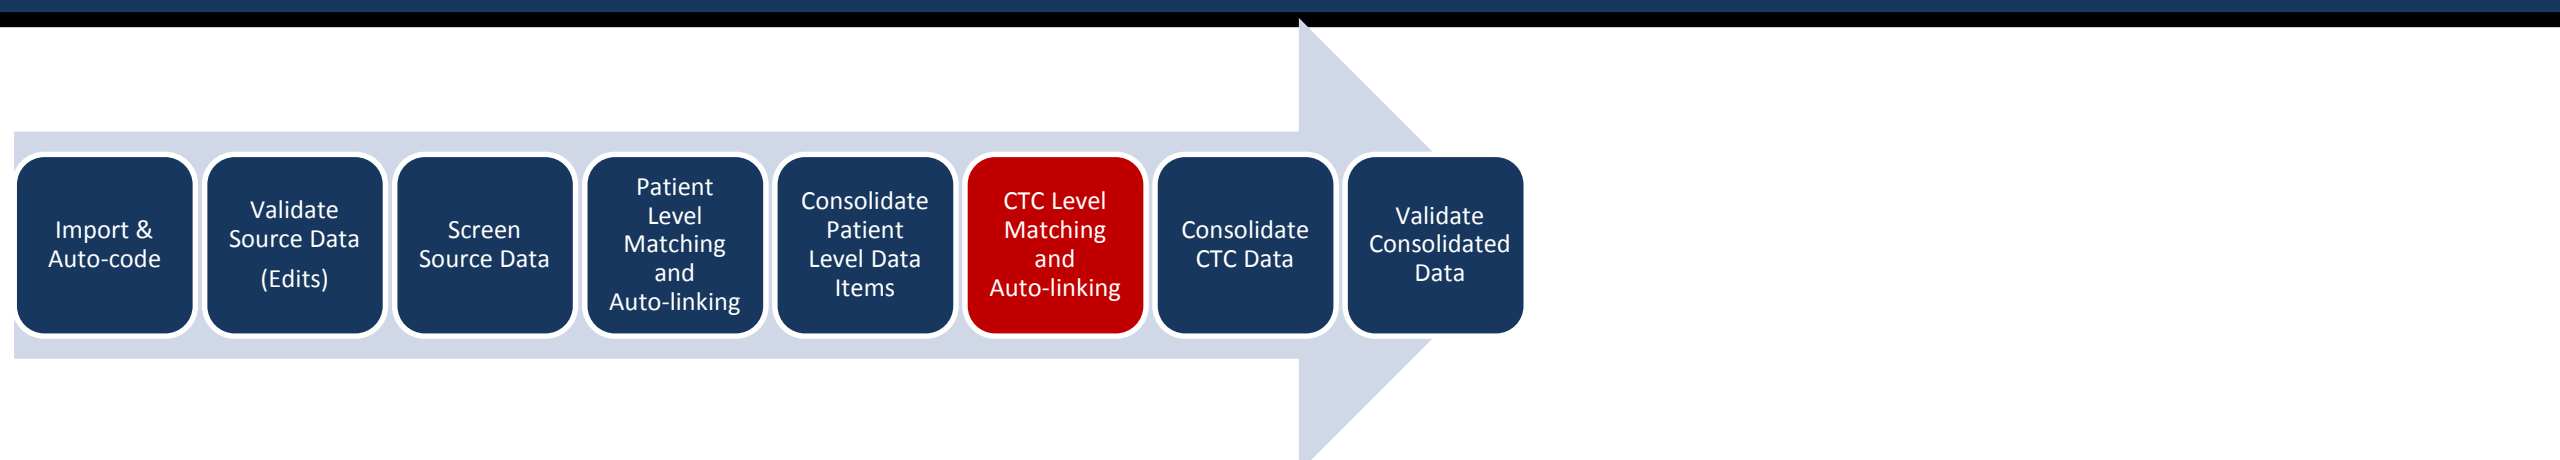 Import &
Auto-code
Validate
Source Data
(Edits)
Screen
Source Data
Patient
Level
Matching
and
Auto-linking
Consolidate
Patient
Level Data
Items
CTC Level
Matching
and
Auto-linking
Consolidate
CTC Data
Validate
Consolidated
Data